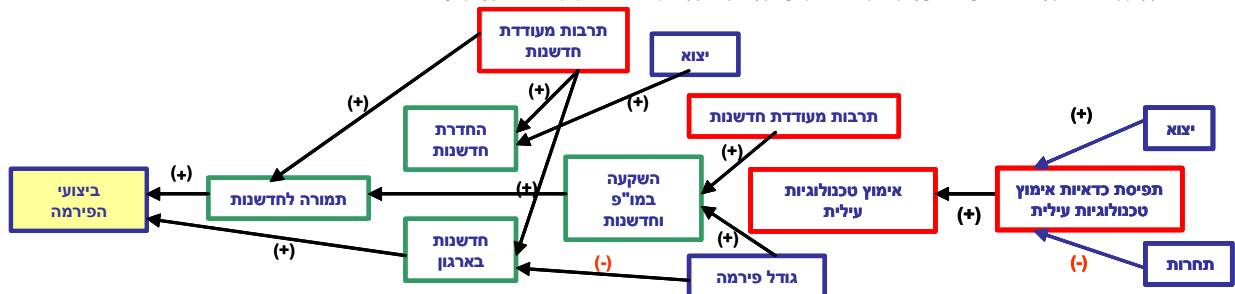 תרבות מעודדת
חדשנות
יצוא
(+)
(+)
(+)
החדרת
חדשנות
תרבות מעודדת חדשנות
(+)
יצוא
(+)
ביצועי
הפירמה
(+)
תמורה לחדשנות
(+)
השקעה
במו"פ
וחדשנות
אימוץ טכנולוגיות
עילית
(+)
תפיסת כדאיות אימוץ
טכנולוגיות עילית
(+)
חדשנות
בארגון
(-)
(+)
גודל פירמה
(-)
תחרות